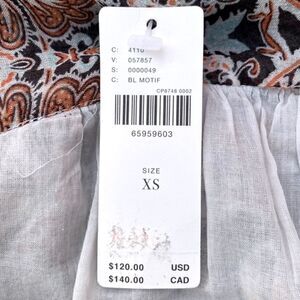 C: 4110
V: 057857
S: 0000049
C: BL MOTIF
CP8748 0002
65959603
SIZE
XS
$120.00 USD
$140.00 CAD